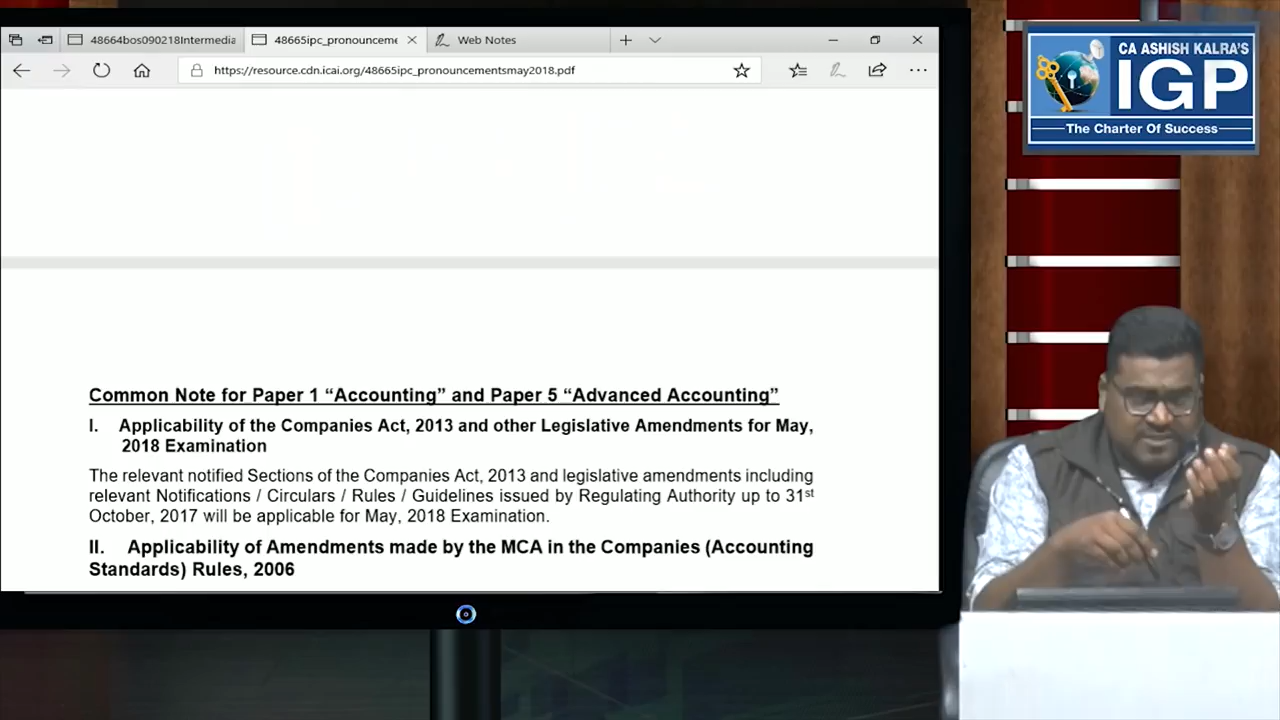 48664bos090218Intermedia
48665ipc_pronounceme
Web Notes
https://resource.cdn.icai.org/48665ipc_pronouncementsmay2018.pdf
CA ASHISH KALRA'S
IGP
The Charter Of Success
Common Note for Paper 1 “Accounting” and Paper 5 “Advanced Accounting”
I. Applicability of the Companies Act, 2013 and other Legislative Amendments for May,
2018 Examination
The relevant notified Sections of the Companies Act, 2013 and legislative amendments including
relevant Notifications / Circulars / Rules / Guidelines issued by Regulating Authority up to 31st
October, 2017 will be applicable for May, 2018 Examination.
II. Applicability of Amendments made by the MCA in the Companies (Accounting
Standards) Rules, 2006